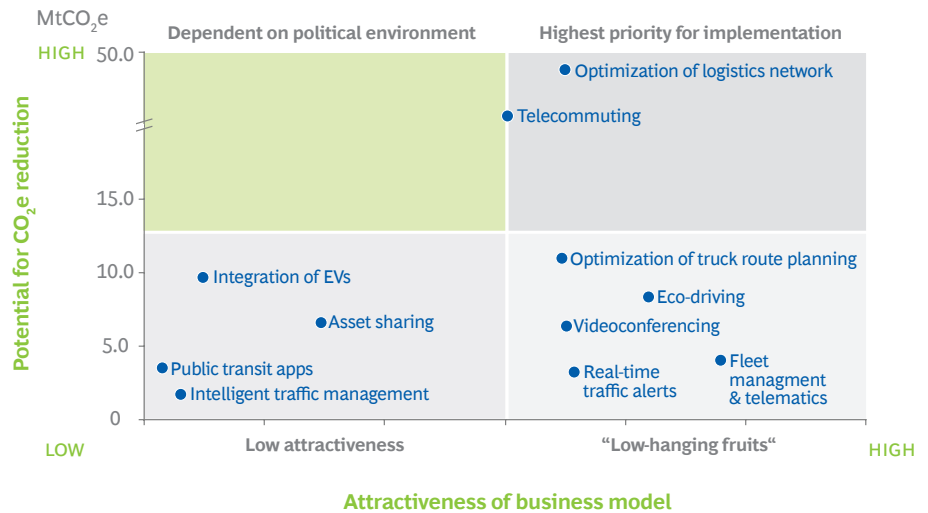 MtCO₂e
Dependent on political environment
Highest priority for implementation
HIGH
50.0
Optimization of logistics network
Telecommuting
15.0
Potential for CO₂e reduction
Optimization of truck route planning
10.0
Integration of EVs
Eco-driving
Asset sharing
Videoconferencing
5.0
Public transit apps
Real-time
traffic alerts
Fleet
managment
& telematics
Intelligent traffic management
0
LOW
Low attractiveness
“Low-hanging fruits“
HIGH
Attractiveness of business model